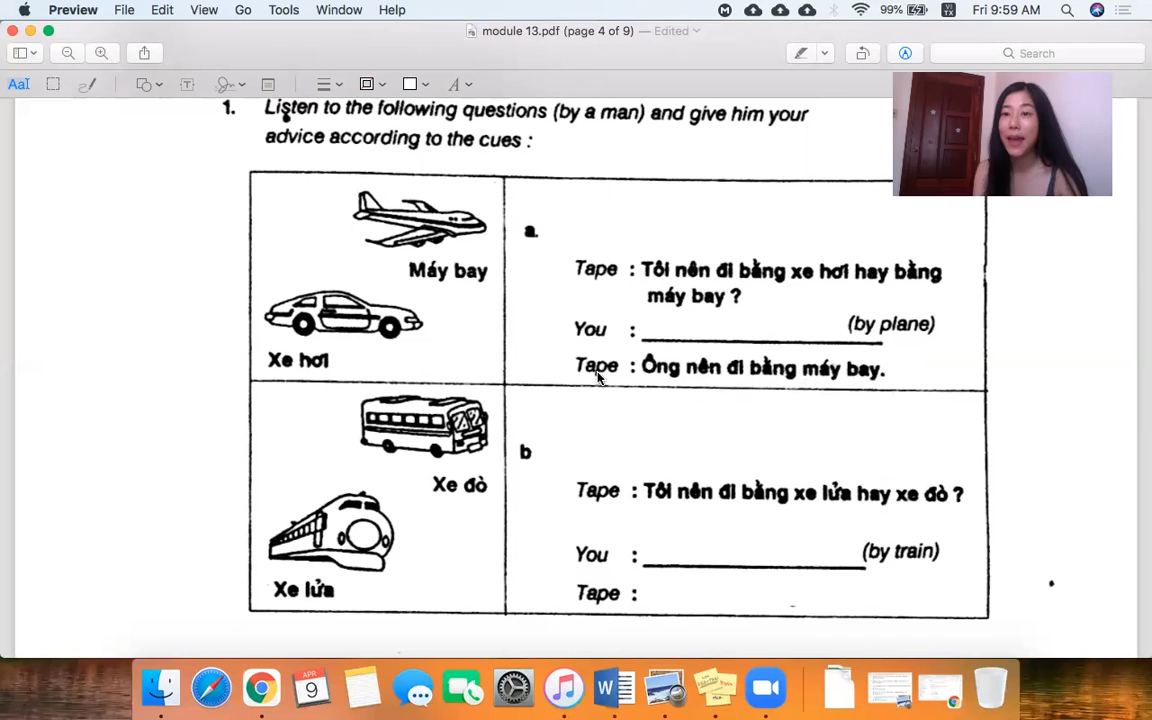 Preview File Edit View Go Tools Window Help 99% VI TX Fri 9:59 AM
module 13.pdf (page 4 of 9) — Edited
Search
AaI A
1. Listen to the following questions (by a man) and give him your
advice according to the cues :
Máy bay
Xe hơi
a.
Tape : Tôi nên đi bằng xe hơi hay bằng
máy bay ?
You : (by plane)
Tape : Ông nên đi bằng máy bay.
Xe đò
Xe lửa
b
Tape : Tôi nên đi bằng xe lửa hay xe đò ?
You : (by train)
Tape :
APR
9
W